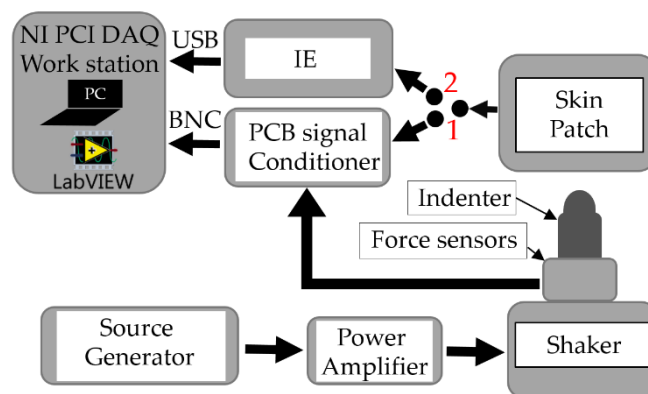 NI PCI DAQ
Work station
PC
LabVIEW
USB
BNC
IE
PCB signal
Conditioner
2
1
Skin
Patch
Indenter
Force sensors
Source
Generator
Power
Amplifier
Shaker